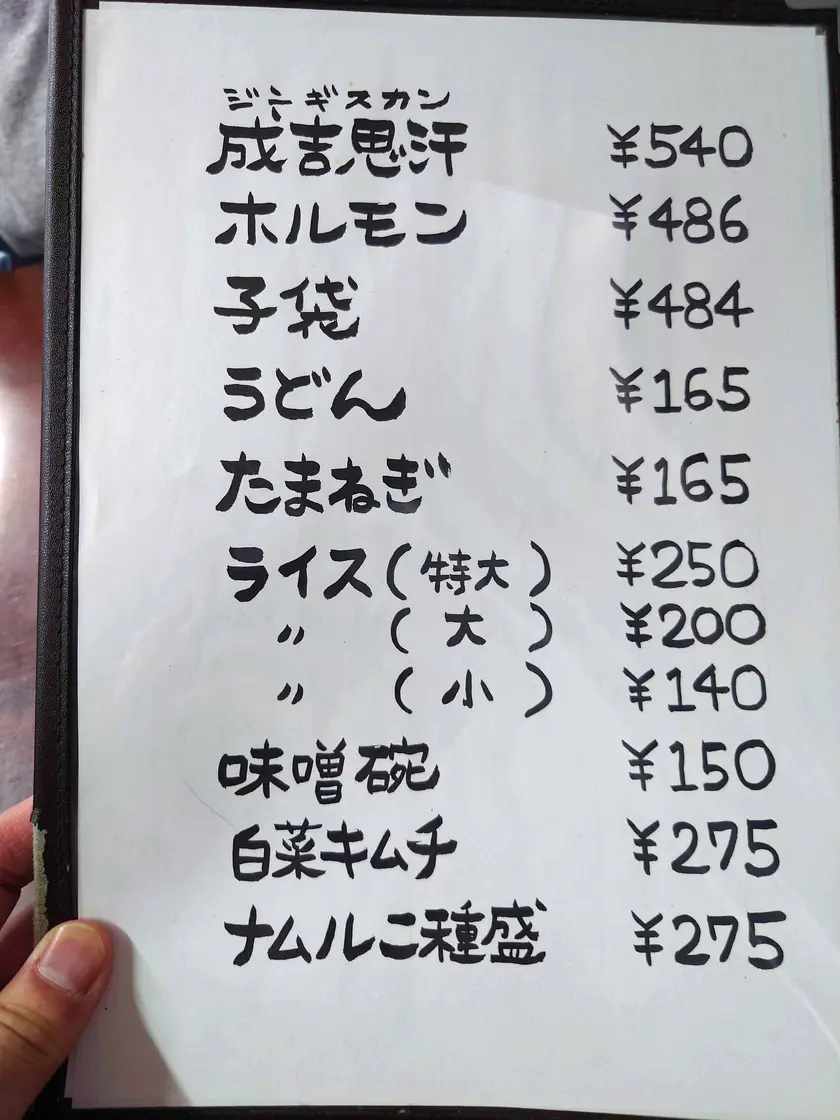 ジンギスカン
成吉思汗 ¥540
ホルモン ¥486
子袋 ¥484
うどん ¥165
たまねぎ ¥165
ライス(特大) ¥250
〃 (大) ¥200
〃 (小) ¥140
味噌碗 ¥150
白菜キムチ ¥275
ナムル二種盛 ¥275